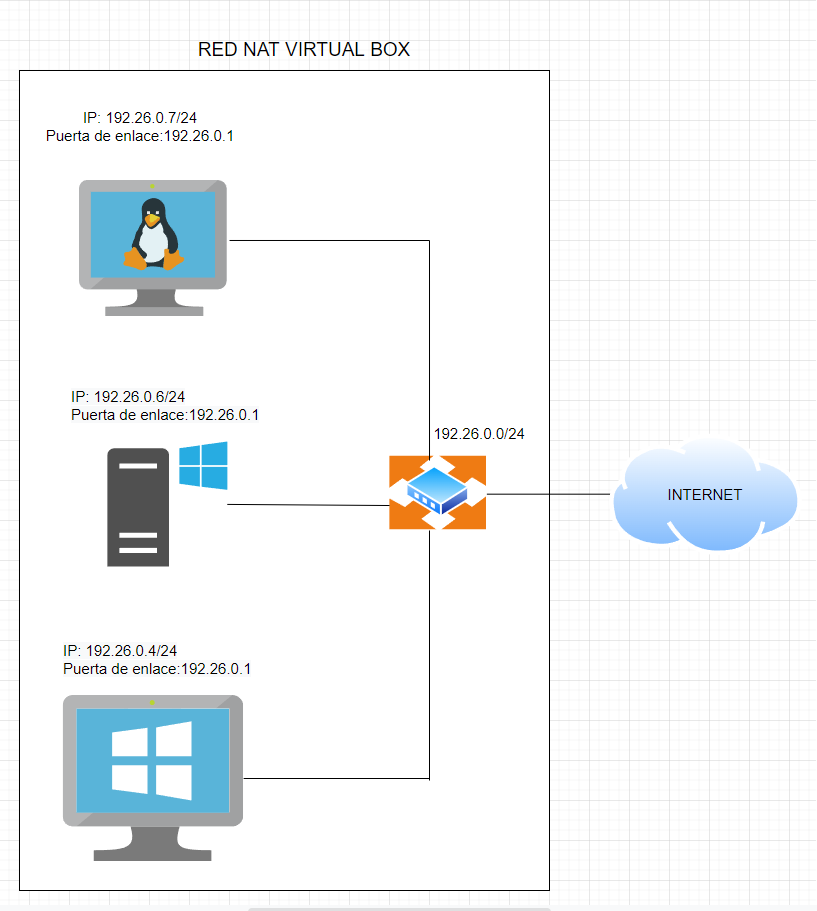 RED NAT VIRTUAL BOX
IP: 192.26.0.7/24
Puerta de enlace:192.26.0.1
IP: 192.26.0.6/24
Puerta de enlace:192.26.0.1
192.26.0.0/24
INTERNET
IP: 192.26.0.4/24
Puerta de enlace:192.26.0.1